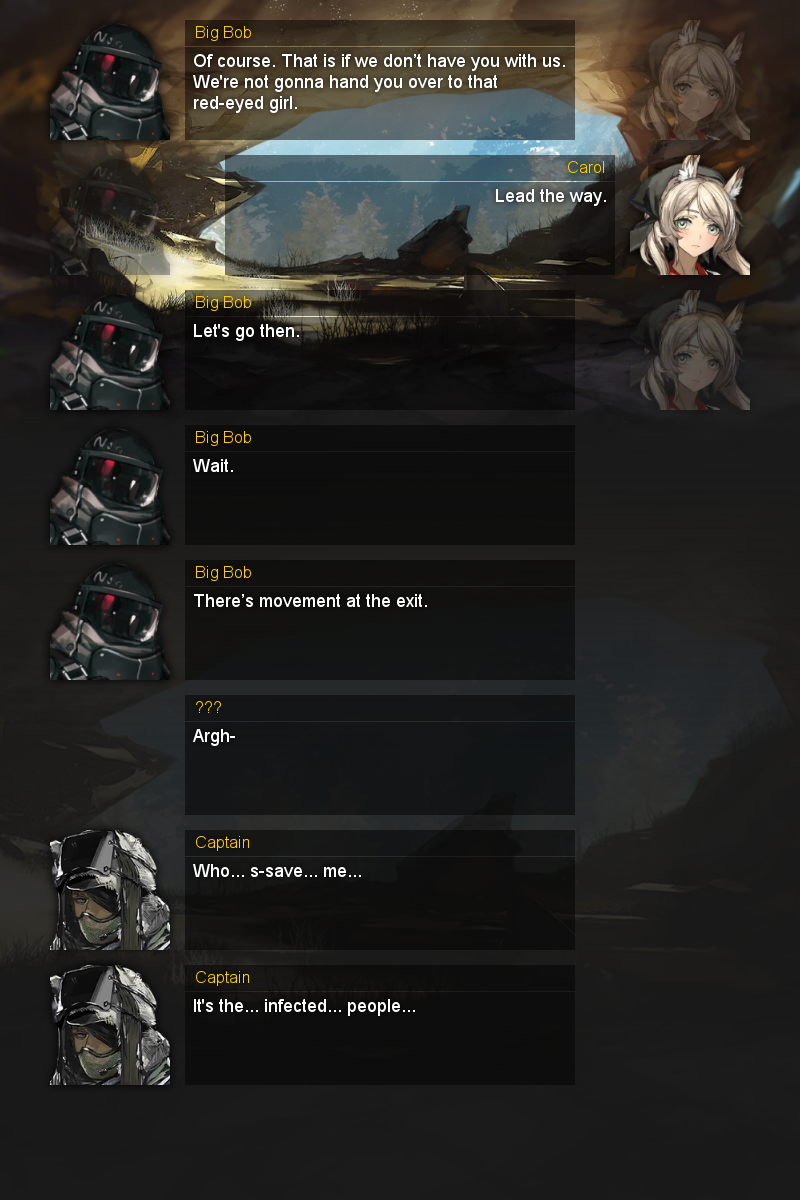 Big Bob
Of course. That is if we don’t have you with us.
We're not gonna hand you over to that
red-eyed girl.
Carol
Lead the way.
Big Bob
Let's go then.
Big Bob
Wait.
Big Bob
There’s movement at the exit.
???
Argh-
Captain
Who... s-save... me...
Captain
It's the... infected... people...